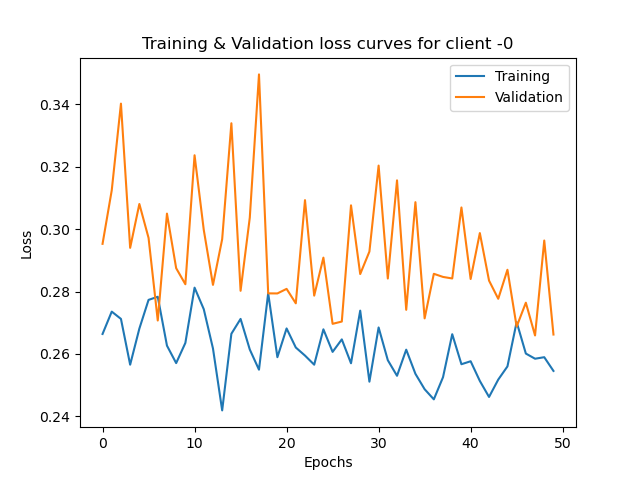 Training & Validation loss curves for client -0
Training
Validation
0.34
0.32
0.30
0.28
0.26
0.24
Loss
0
10
20
30
40
50
Epochs